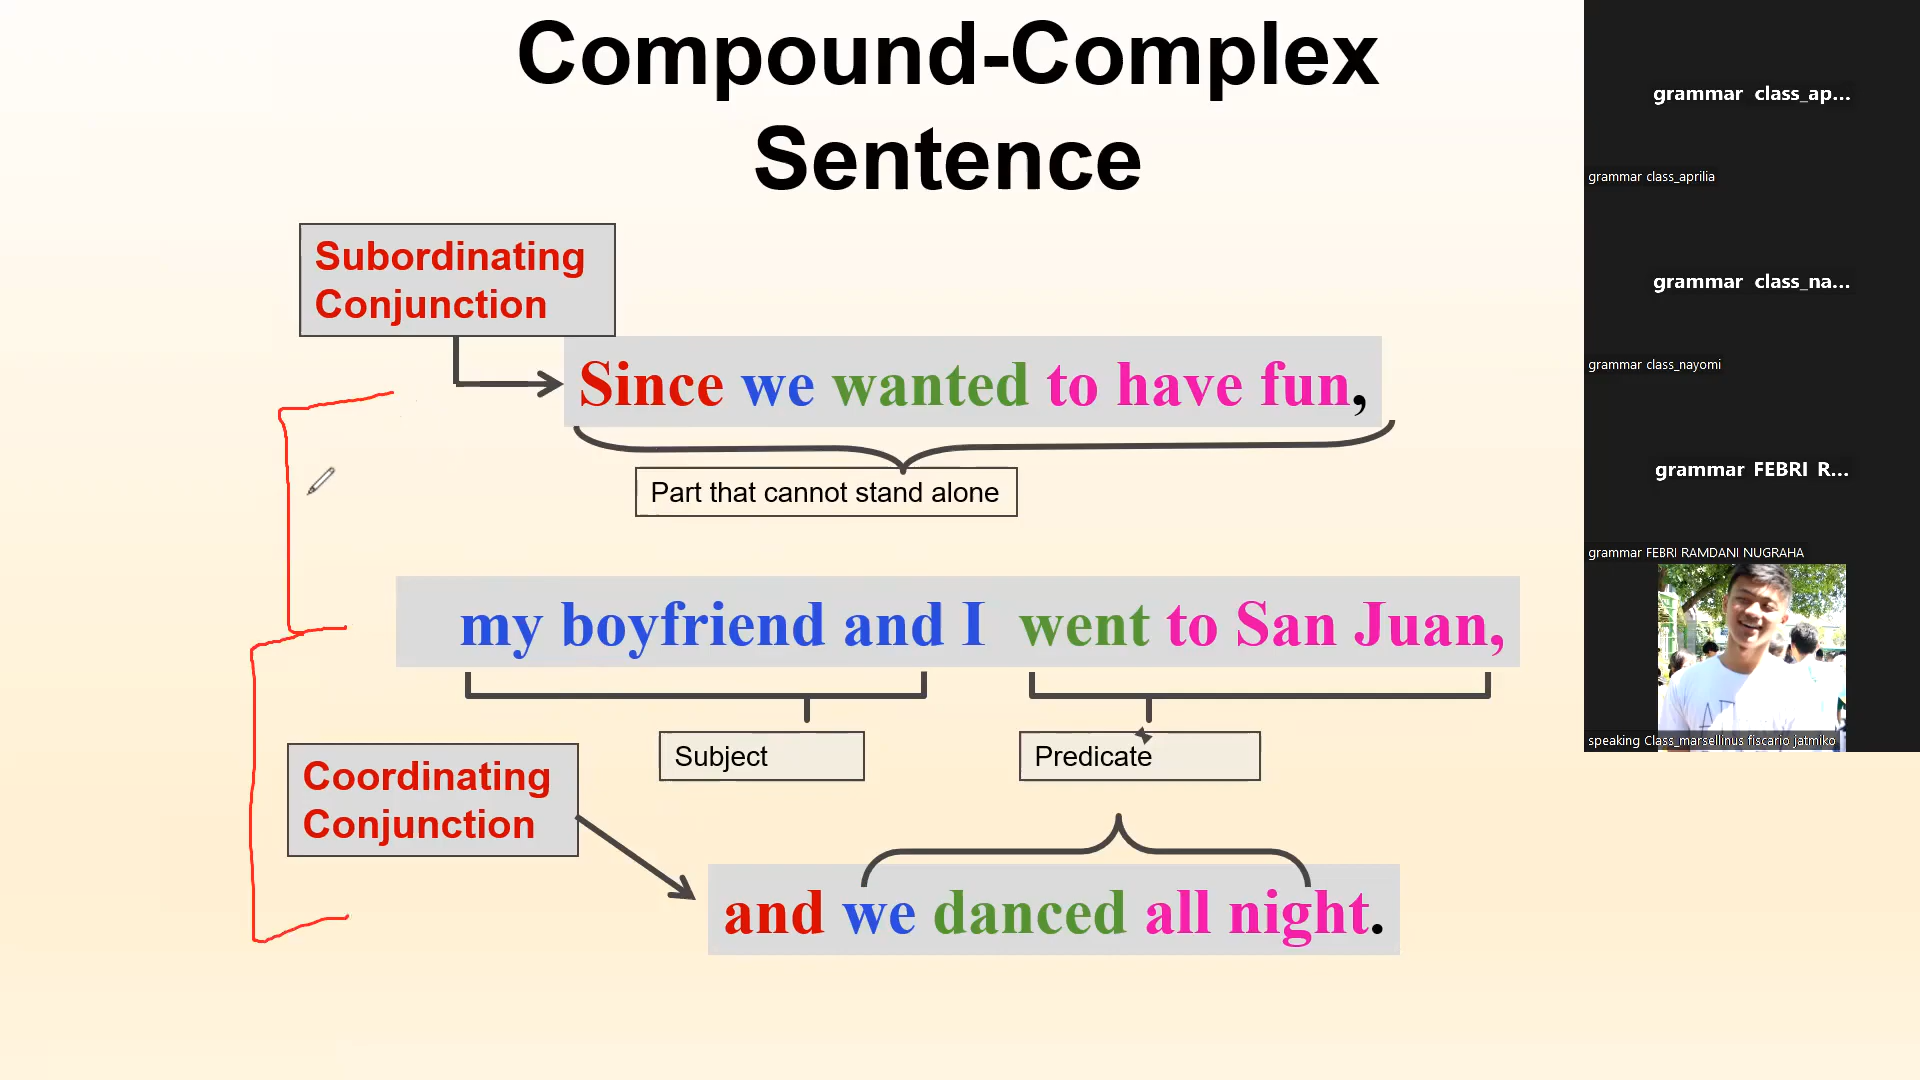 Compound-Complex
Sentence
Subordinating
Conjunction
Since we wanted to have fun,
Part that cannot stand alone
my boyfriend and I went to San Juan,
Subject
Predicate
Coordinating
Conjunction
and we danced all night.
grammar class_ap...
grammar class_aprilia
grammar class_na...
grammar class_nayomi
grammar FEBRI R...
grammar FEBRI RAMDANI NUGRAHA
speaking Class_marsellinus fiscario jatmiko